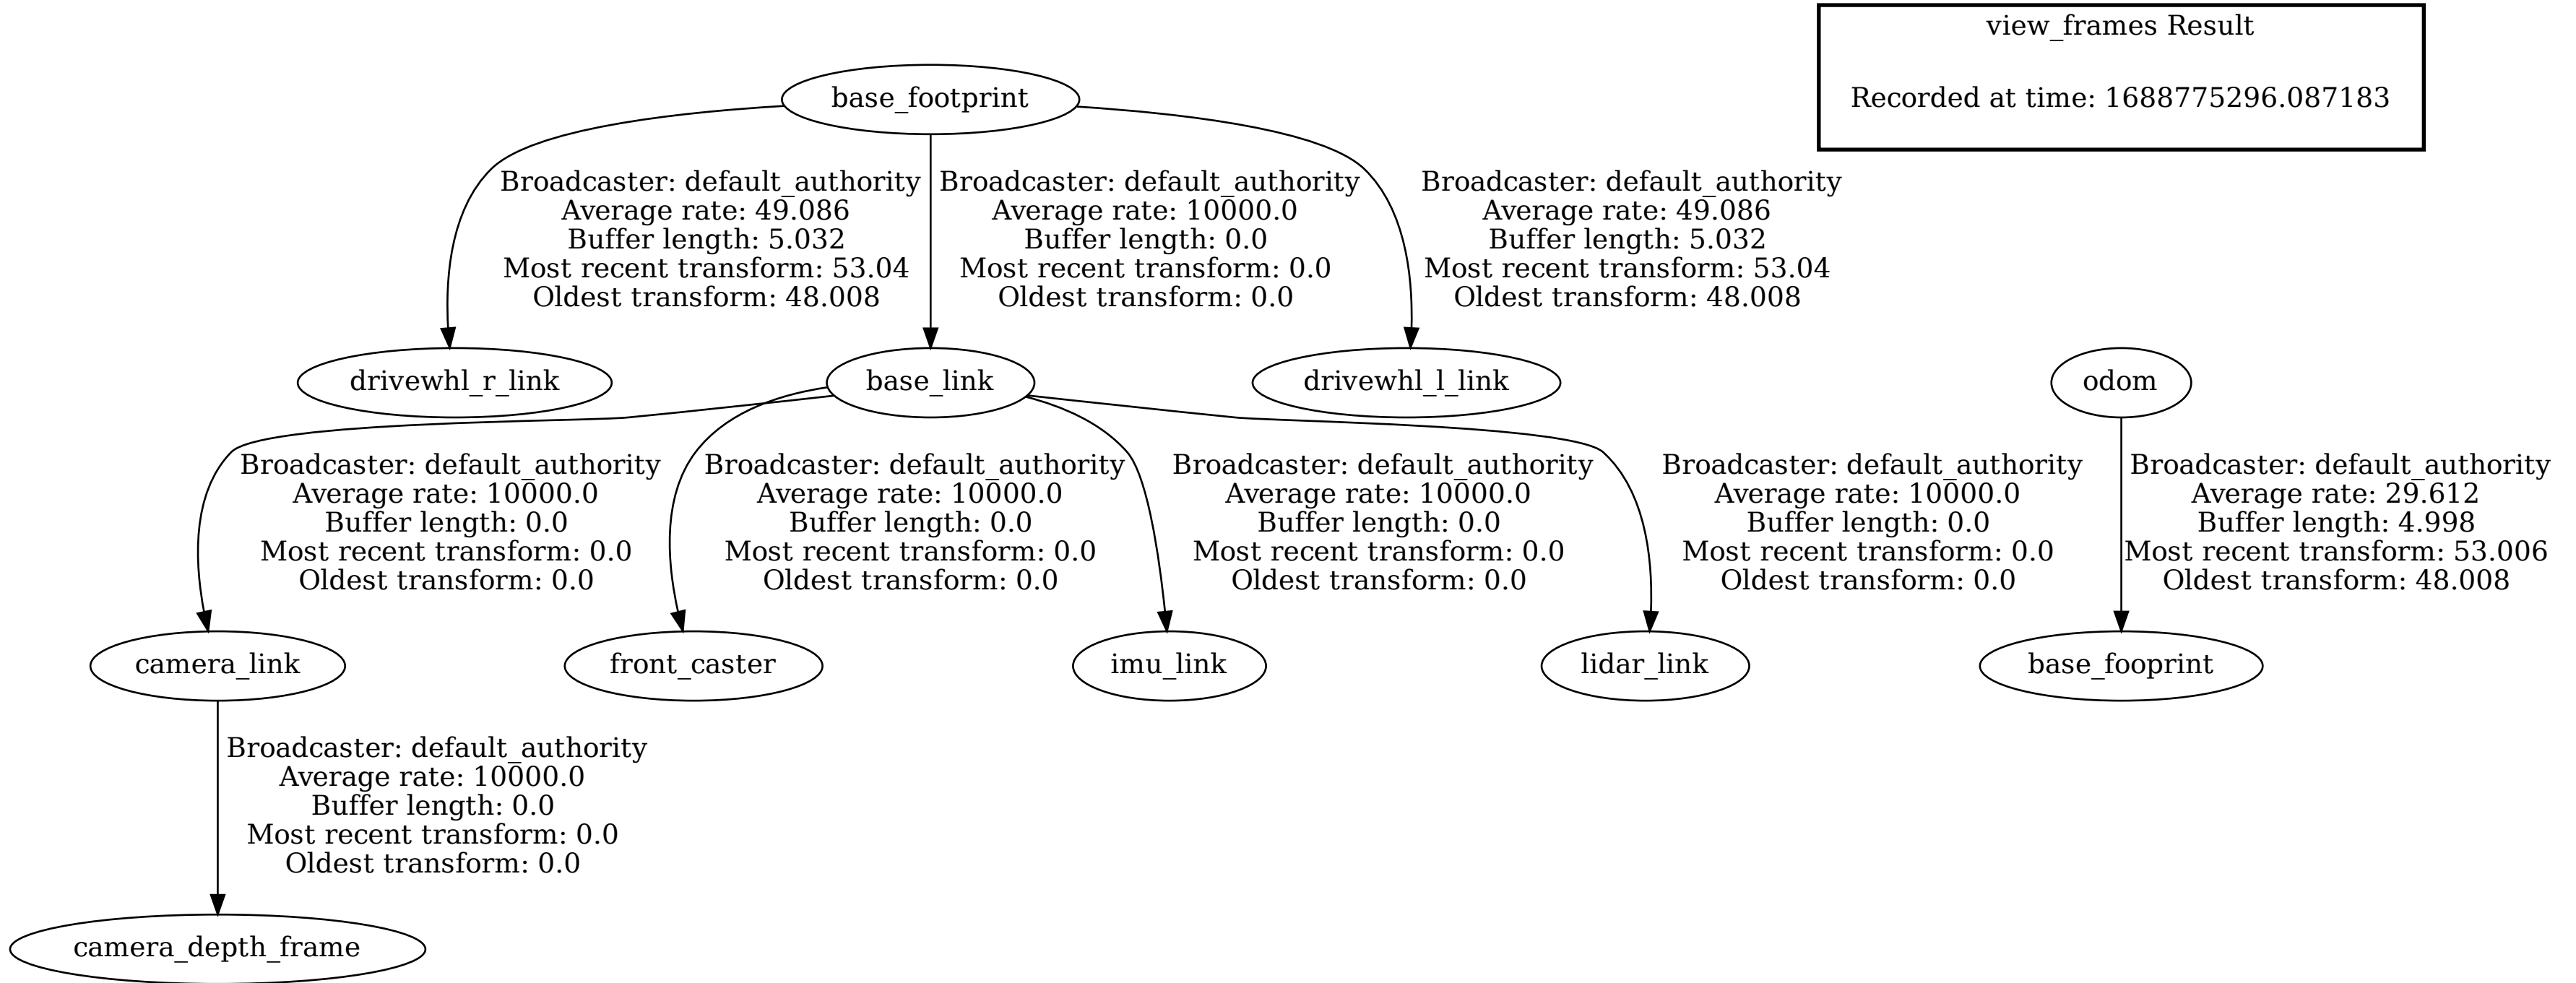 view_frames Result
Recorded at time: 1688775296.087183
base_footprint
Broadcaster: default_authority
Average rate: 49.086
Buffer length: 5.032
Most recent transform: 53.04
Oldest transform: 48.008
Broadcaster: default_authority
Average rate: 10000.0
Buffer length: 0.0
Most recent transform: 0.0
Oldest transform: 0.0
Broadcaster: default_authority
Average rate: 49.086
Buffer length: 5.032
Most recent transform: 53.04
Oldest transform: 48.008
drivewhl_r_link
base_link
drivewhl_l_link
odom
Broadcaster: default_authority
Average rate: 10000.0
Buffer length: 0.0
Most recent transform: 0.0
Oldest transform: 0.0
Broadcaster: default_authority
Average rate: 10000.0
Buffer length: 0.0
Most recent transform: 0.0
Oldest transform: 0.0
Broadcaster: default_authority
Average rate: 10000.0
Buffer length: 0.0
Most recent transform: 0.0
Oldest transform: 0.0
Broadcaster: default_authority
Average rate: 10000.0
Buffer length: 0.0
Most recent transform: 0.0
Oldest transform: 0.0
Broadcaster: default_authority
Average rate: 29.612
Buffer length: 4.998
Most recent transform: 53.006
Oldest transform: 48.008
camera_link
front_caster
imu_link
lidar_link
base_fooprint
Broadcaster: default_authority
Average rate: 10000.0
Buffer length: 0.0
Most recent transform: 0.0
Oldest transform: 0.0
camera_depth_frame